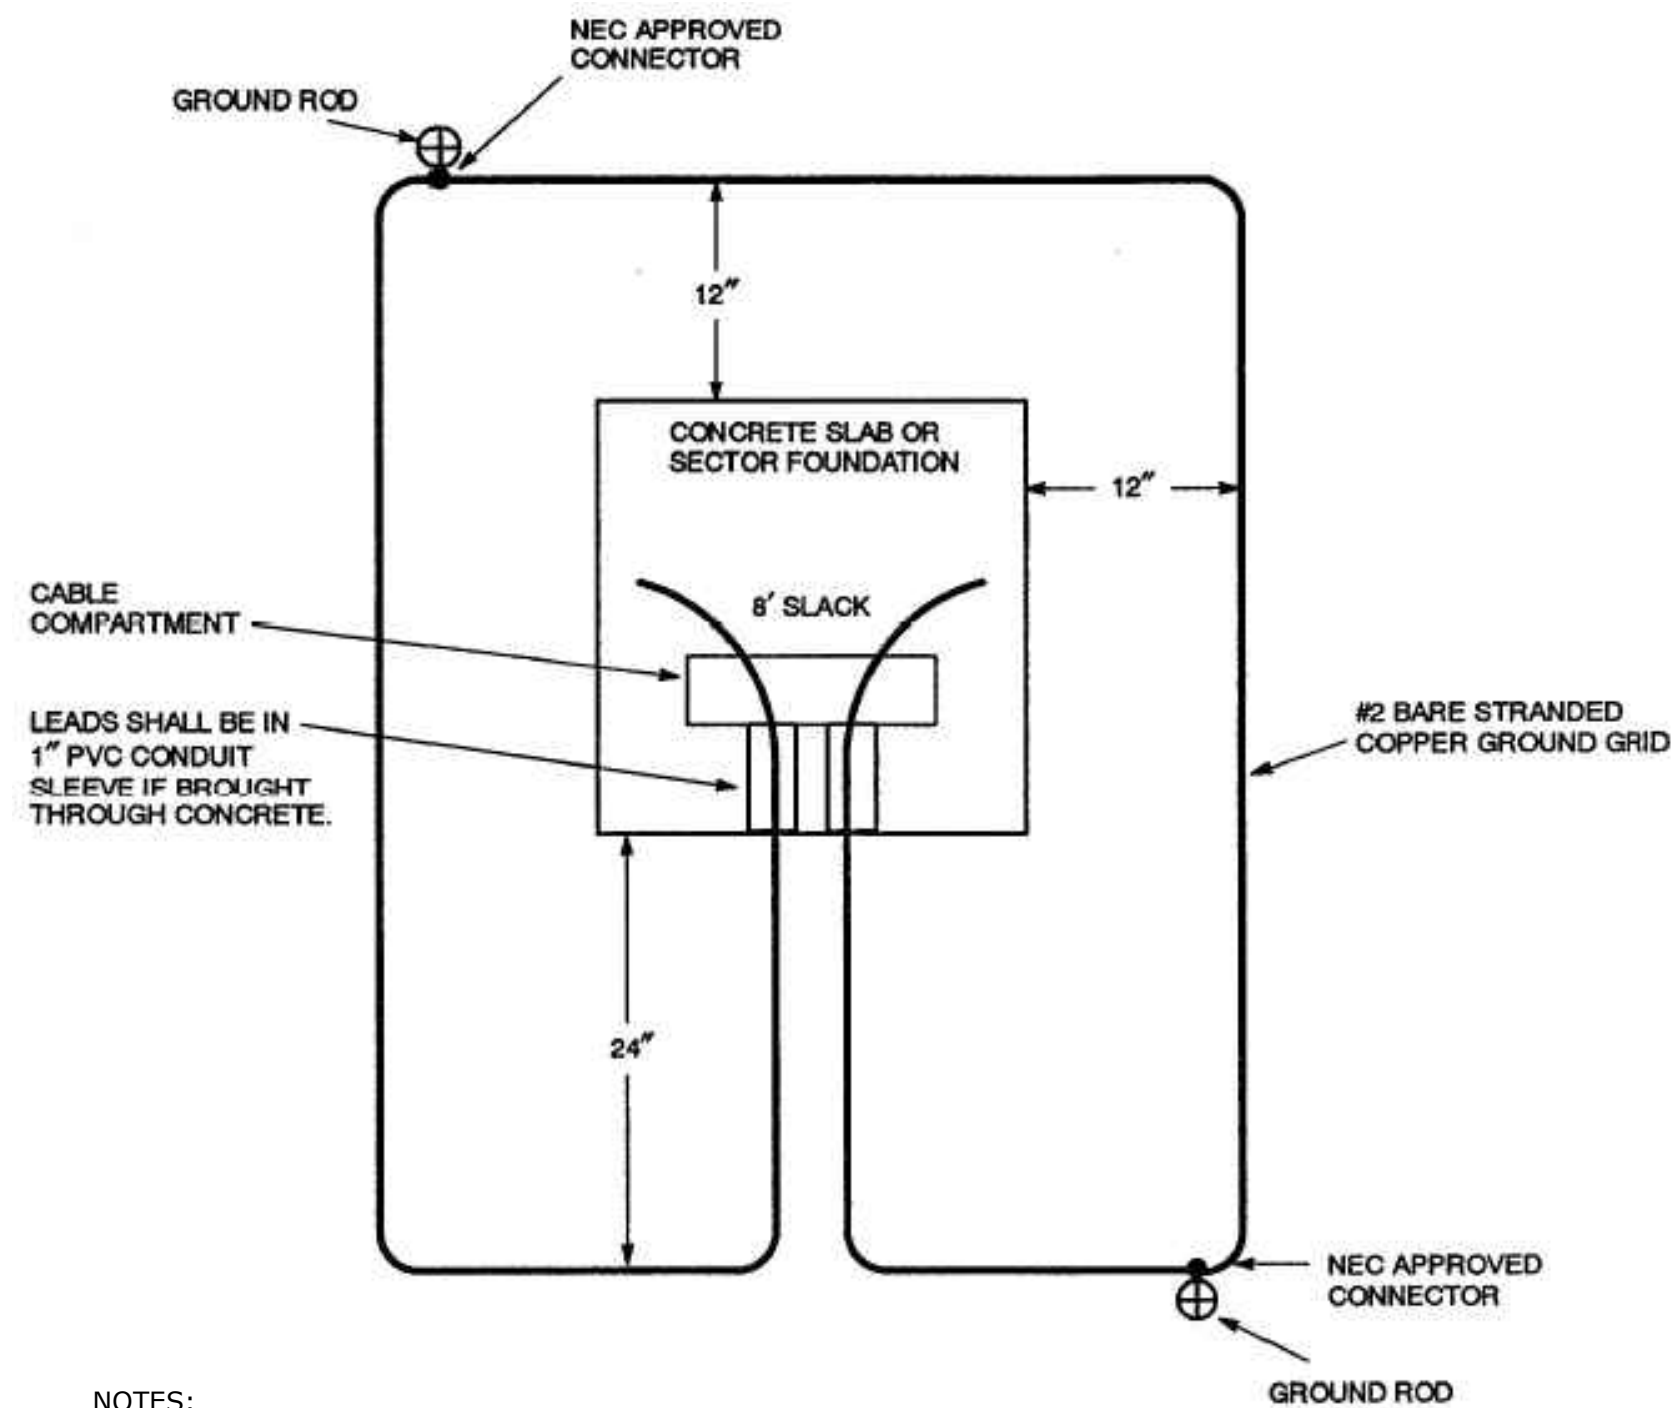 NEC APPROVED
CONNECTOR
GROUND ROD
12″
CONCRETE SLAB OR
SECTOR FOUNDATION
12″
CABLE
COMPARTMENT
8′ SLACK
LEADS SHALL BE IN
1″ PVC CONDUIT
SLEEVE IF BROUGHT
THROUGH CONCRETE.
#2 BARE STRANDED
COPPER GROUND GRID
24″
NEC APPROVED
CONNECTOR
GROUND ROD
NOTES: